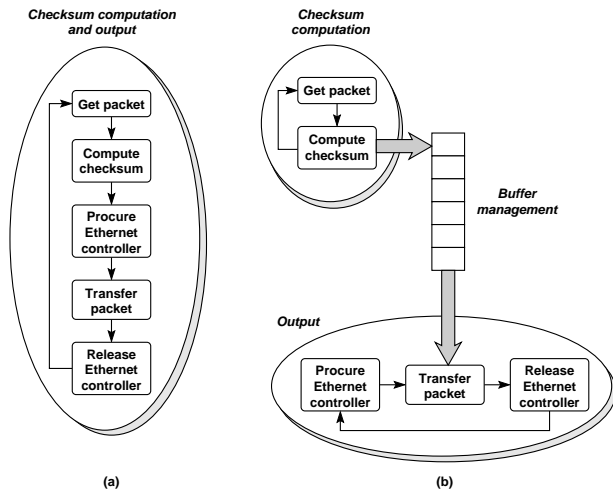 Checksum computation
and output
Get packet
Compute
checksum
Procure
Ethernet
controller
Transfer
packet
Release
Ethernet
controller
(a)
Checksum
computation
Get packet
Compute
checksum
Buffer
management
Output
Procure
Ethernet
controller
Transfer
packet
Release
Ethernet
controller
(b)